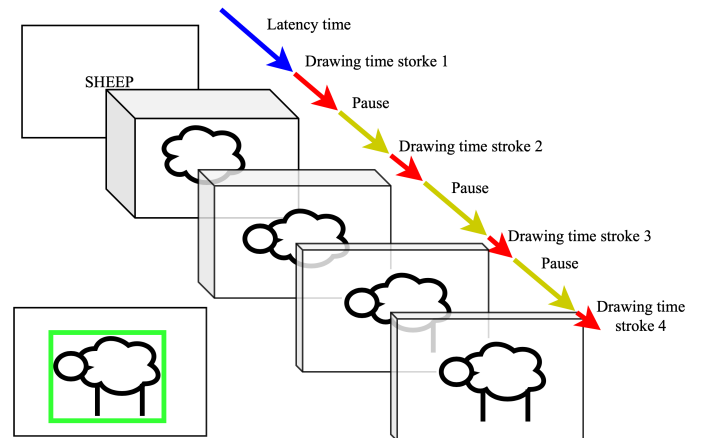 Latency time
Drawing time storke 1
SHEEP
Pause
Drawing time stroke 2
Pause
Drawing time stroke 3
Pause
Drawing time
stroke 4